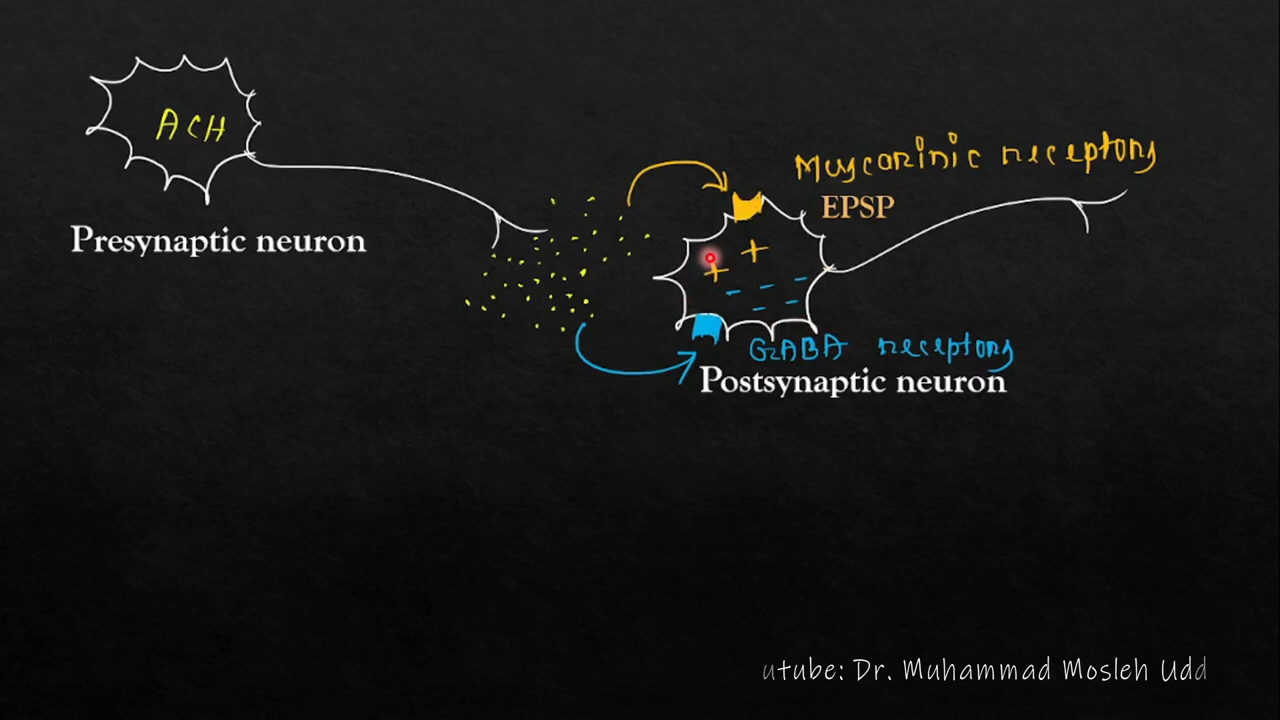 ACH
Muscarinic receptors
EPSP
Presynaptic neuron
GABA receptors
Postsynaptic neuron
utube: Dr. Muhammad Mosleh Udd